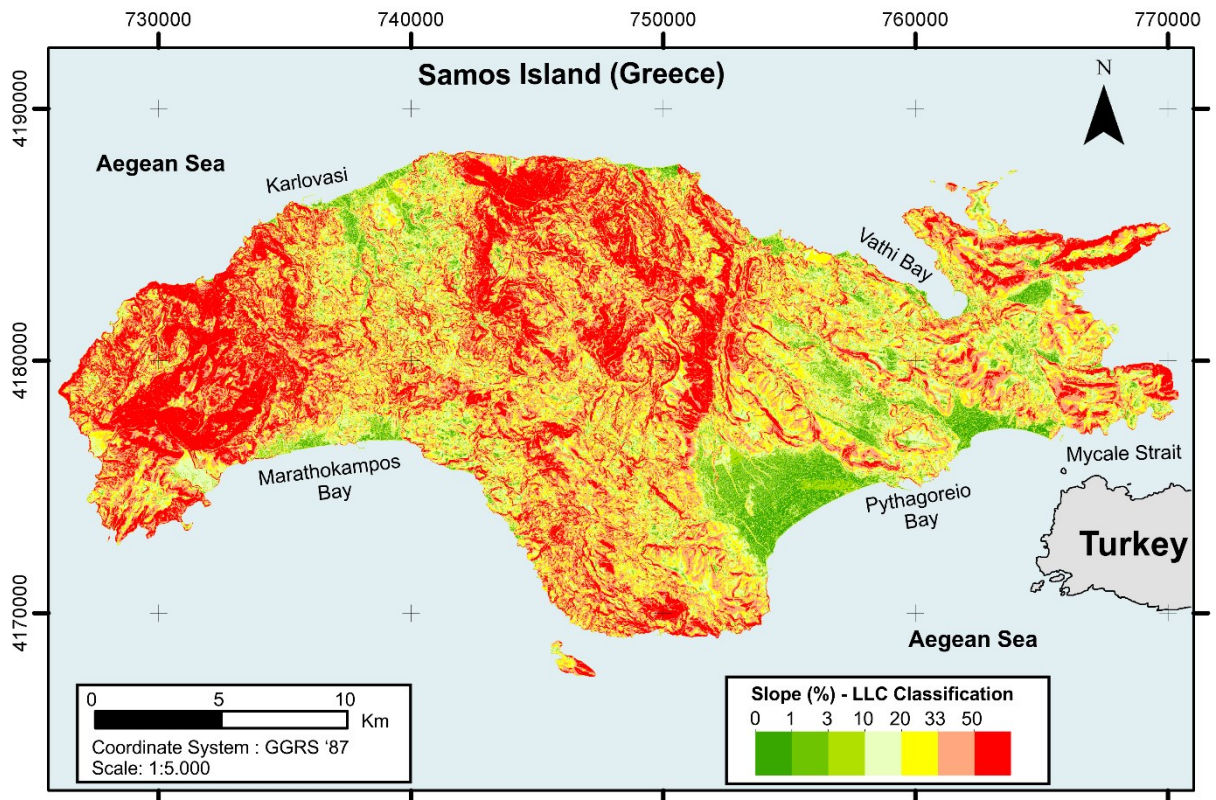 730000 740000 750000 760000 770000
Samos Island (Greece)
N
4190000
Aegean Sea
Karlovasi
Vathi Bay
4180000
Marathokampos
Bay
Mycale Strait
Pythagoreio
Bay
Turkey
4170000
Aegean Sea
0 5 10
Km
Coordinate System : GGRS '87
Scale: 1:5.000
Slope (%) - LLC Classification
0 1 3 10 20 33 50